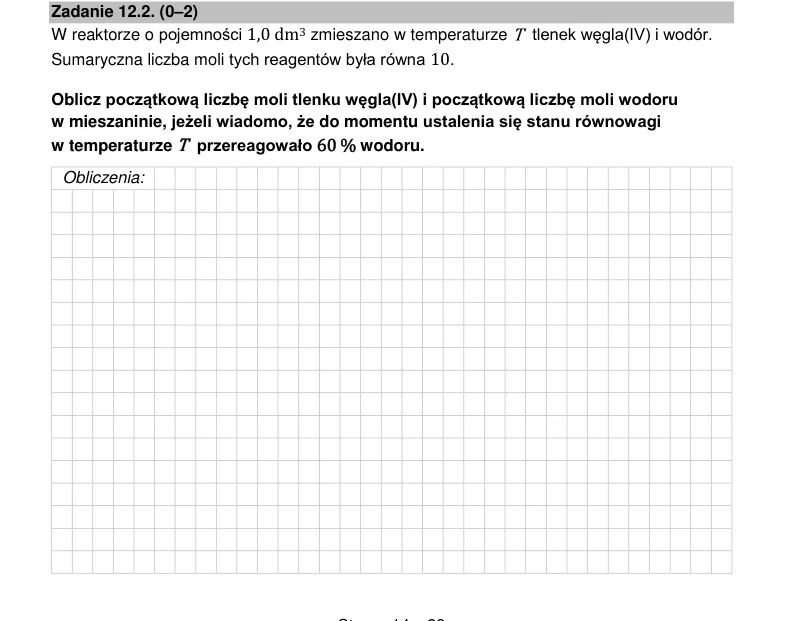 Zadanie 12.2. (0–2)
W reaktorze o pojemności 1,0 dm³ zmieszano w temperaturze T tlenek węgla(IV) i wodór.
Sumaryczna liczba moli tych reagentów była równa 10.
Oblicz początkową liczbę moli tlenku węgla(IV) i początkową liczbę moli wodoru
w mieszaninie, jeżeli wiadomo, że do momentu ustalenia się stanu równowagi
w temperaturze T przereagowało 60 % wodoru.
Obliczenia: